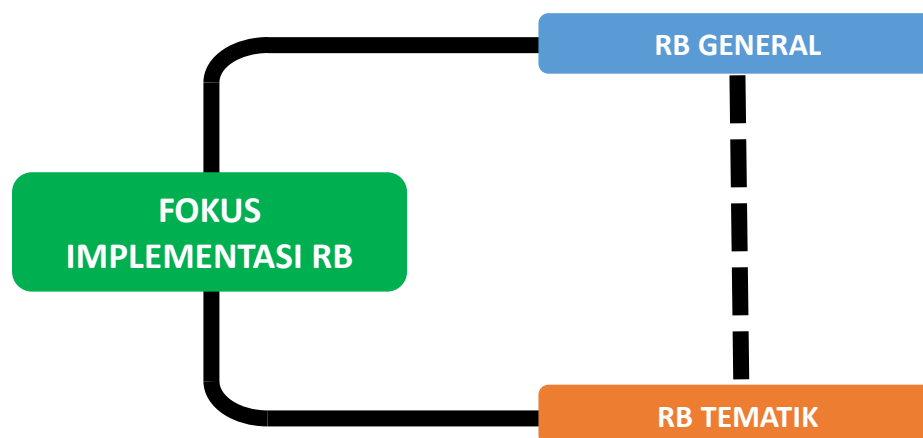 RB GENERAL
FOKUS
IMPLEMENTASI RB
RB TEMATIK